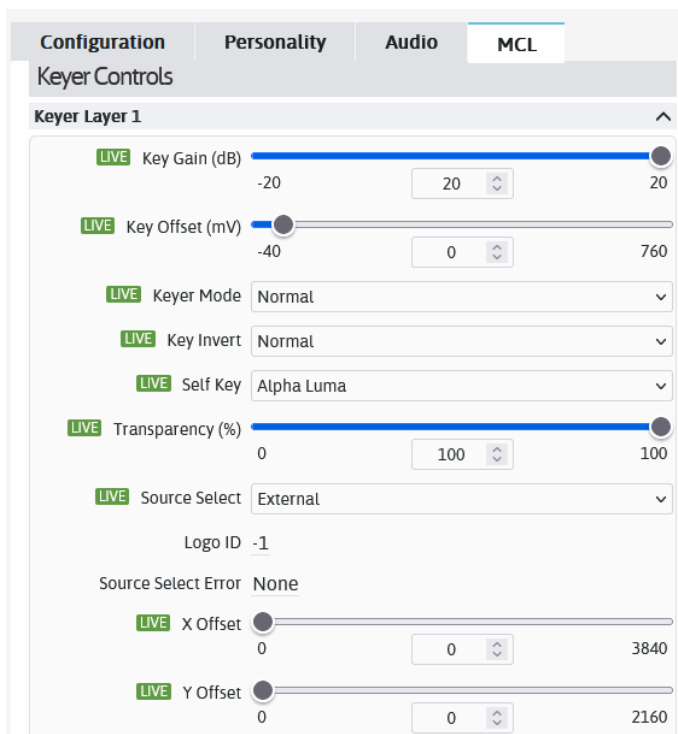 Configuration Personality Audio MCL
Keyer Controls
Keyer Layer 1
LIVE Key Gain (dB)
-20 20 20
LIVE Key Offset (mV)
-40 0 760
LIVE Keyer Mode Normal
LIVE Key Invert Normal
LIVE Self Key Alpha Luma
LIVE Transparency (%)
0 100 100
LIVE Source Select External
Logo ID -1
Source Select Error None
LIVE X Offset
0 0 3840
LIVE Y Offset
0 0 2160